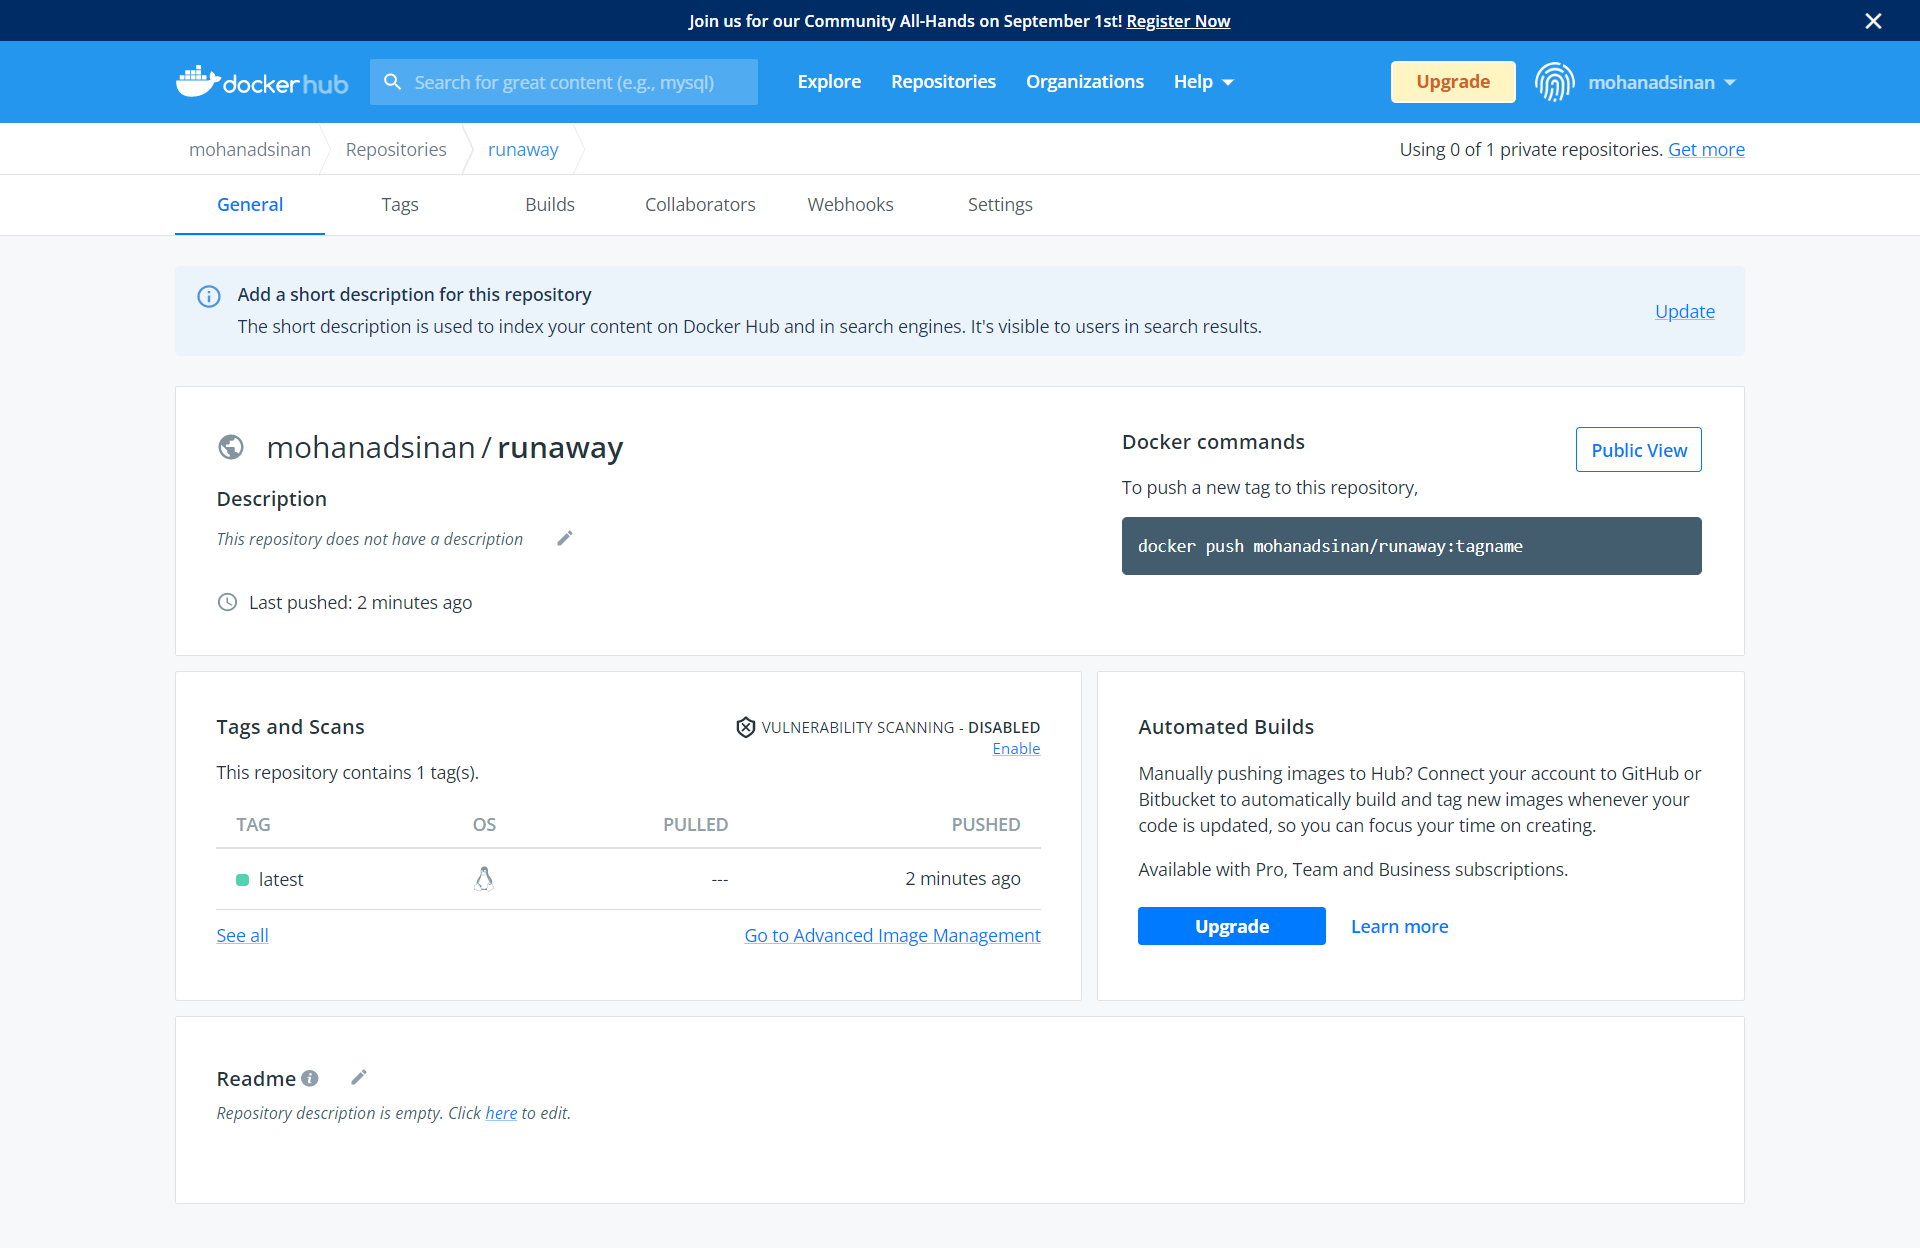 Join us for our Community All-Hands on September 1st! Register Now
docker hub
Search for great content (e.g., mysql)
Explore
Repositories
Organizations
Help
Upgrade
mohanadsinan
mohanadsinan
Repositories
runaway
Using 0 of 1 private repositories. Get more
General
Tags
Builds
Collaborators
Webhooks
Settings
Add a short description for this repository
The short description is used to index your content on Docker Hub and in search engines. It's visible to users in search results.
Update
mohanadsinan / runaway
Description
This repository does not have a description
Last pushed: 2 minutes ago
Docker commands
Public View
To push a new tag to this repository,
docker push mohanadsinan/runaway:tagname
Tags and Scans
VULNERABILITY SCANNING - DISABLED
Enable
This repository contains 1 tag(s).
TAG OS PULLED PUSHED
latest --- 2 minutes ago
See all
Go to Advanced Image Management
Automated Builds
Manually pushing images to Hub? Connect your account to GitHub or
Bitbucket to automatically build and tag new images whenever your
code is updated, so you can focus your time on creating.
Available with Pro, Team and Business subscriptions.
Upgrade
Learn more
Readme
Repository description is empty. Click here to edit.